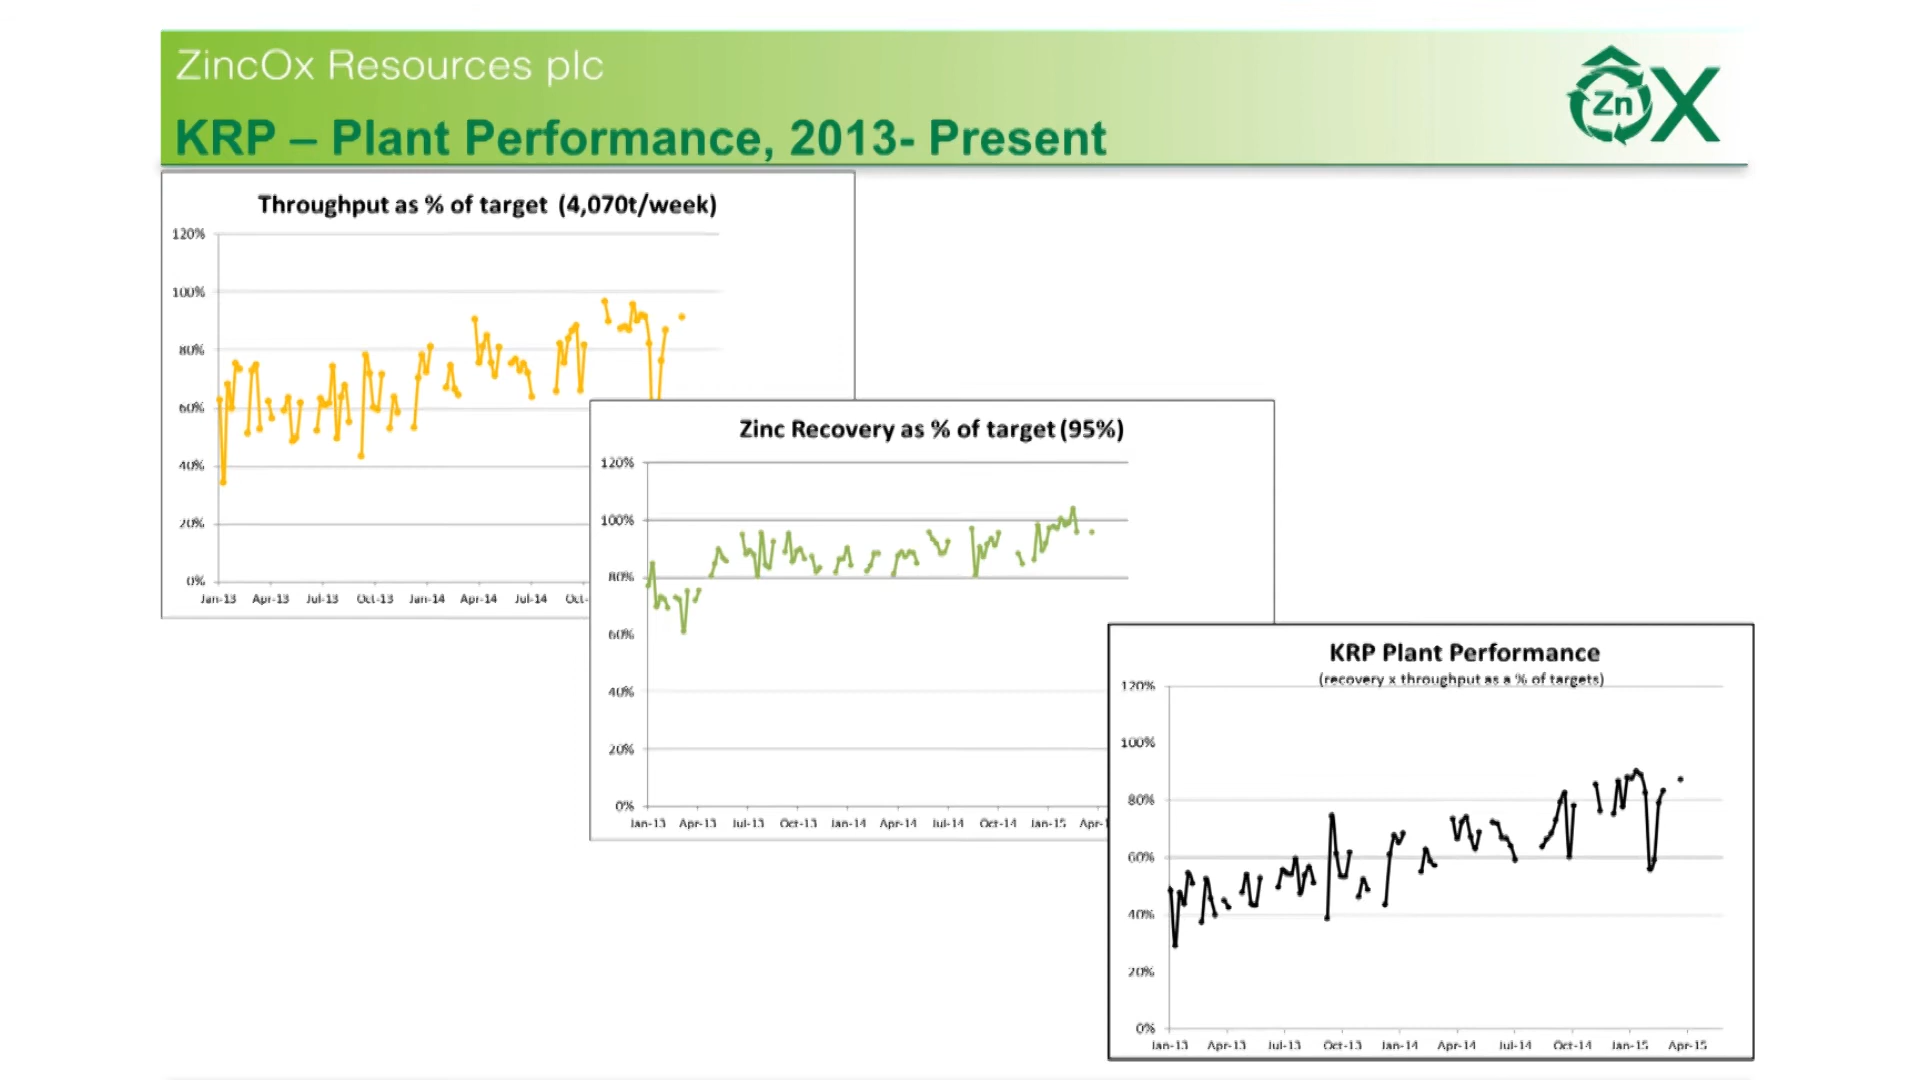 ZincOx Resources plc
KRP – Plant Performance, 2013- Present
Zn X
Throughput as % of target (4,070t/week)
120%
100%
80%
60%
40%
20%
0%
Jan-13 Apr-13 Jul-13 Oct-13 Jan-14 Apr-14 Jul-14 Oct-
Zinc Recovery as % of target (95%)
120%
100%
80%
60%
40%
20%
0%
Jan-13 Apr-13 Jul-13 Oct-13 Jan-14 Apr-14 Jul-14 Oct-14 Jan-15 Apr-1
KRP Plant Performance
(recovery x throughput as a % of targets)
120%
100%
80%
60%
40%
20%
0%
Jan-13 Apr-13 Jul-13 Oct-13 Jan-14 Apr-14 Jul-14 Oct-14 Jan-15 Apr-15